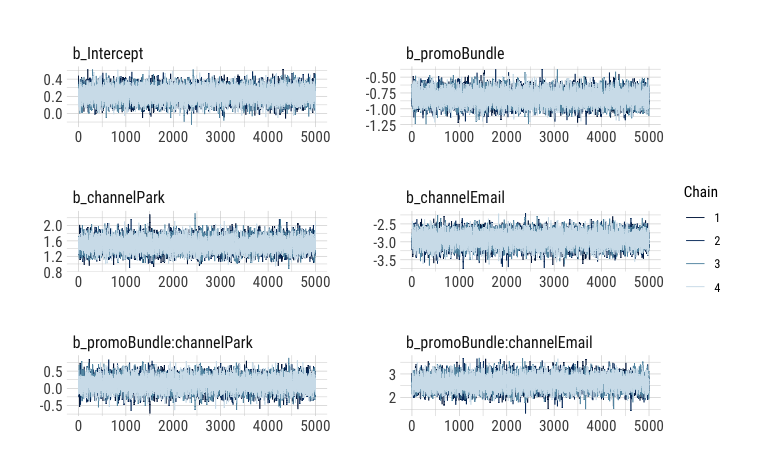 b_Intercept
0.4
0.2
0.0
0 1000 2000 3000 4000 5000
b_promoBundle
-0.50
-0.75
-1.00
-1.25
0 1000 2000 3000 4000 5000
b_channelPark
2.0
1.6
1.2
0.8
0 1000 2000 3000 4000 5000
b_channelEmail
-2.5
-3.0
-3.5
0 1000 2000 3000 4000 5000
b_promoBundle:channelPark
0.5
0.0
-0.5
0 1000 2000 3000 4000 5000
b_promoBundle:channelEmail
3
2
0 1000 2000 3000 4000 5000
Chain
1
2
3
4